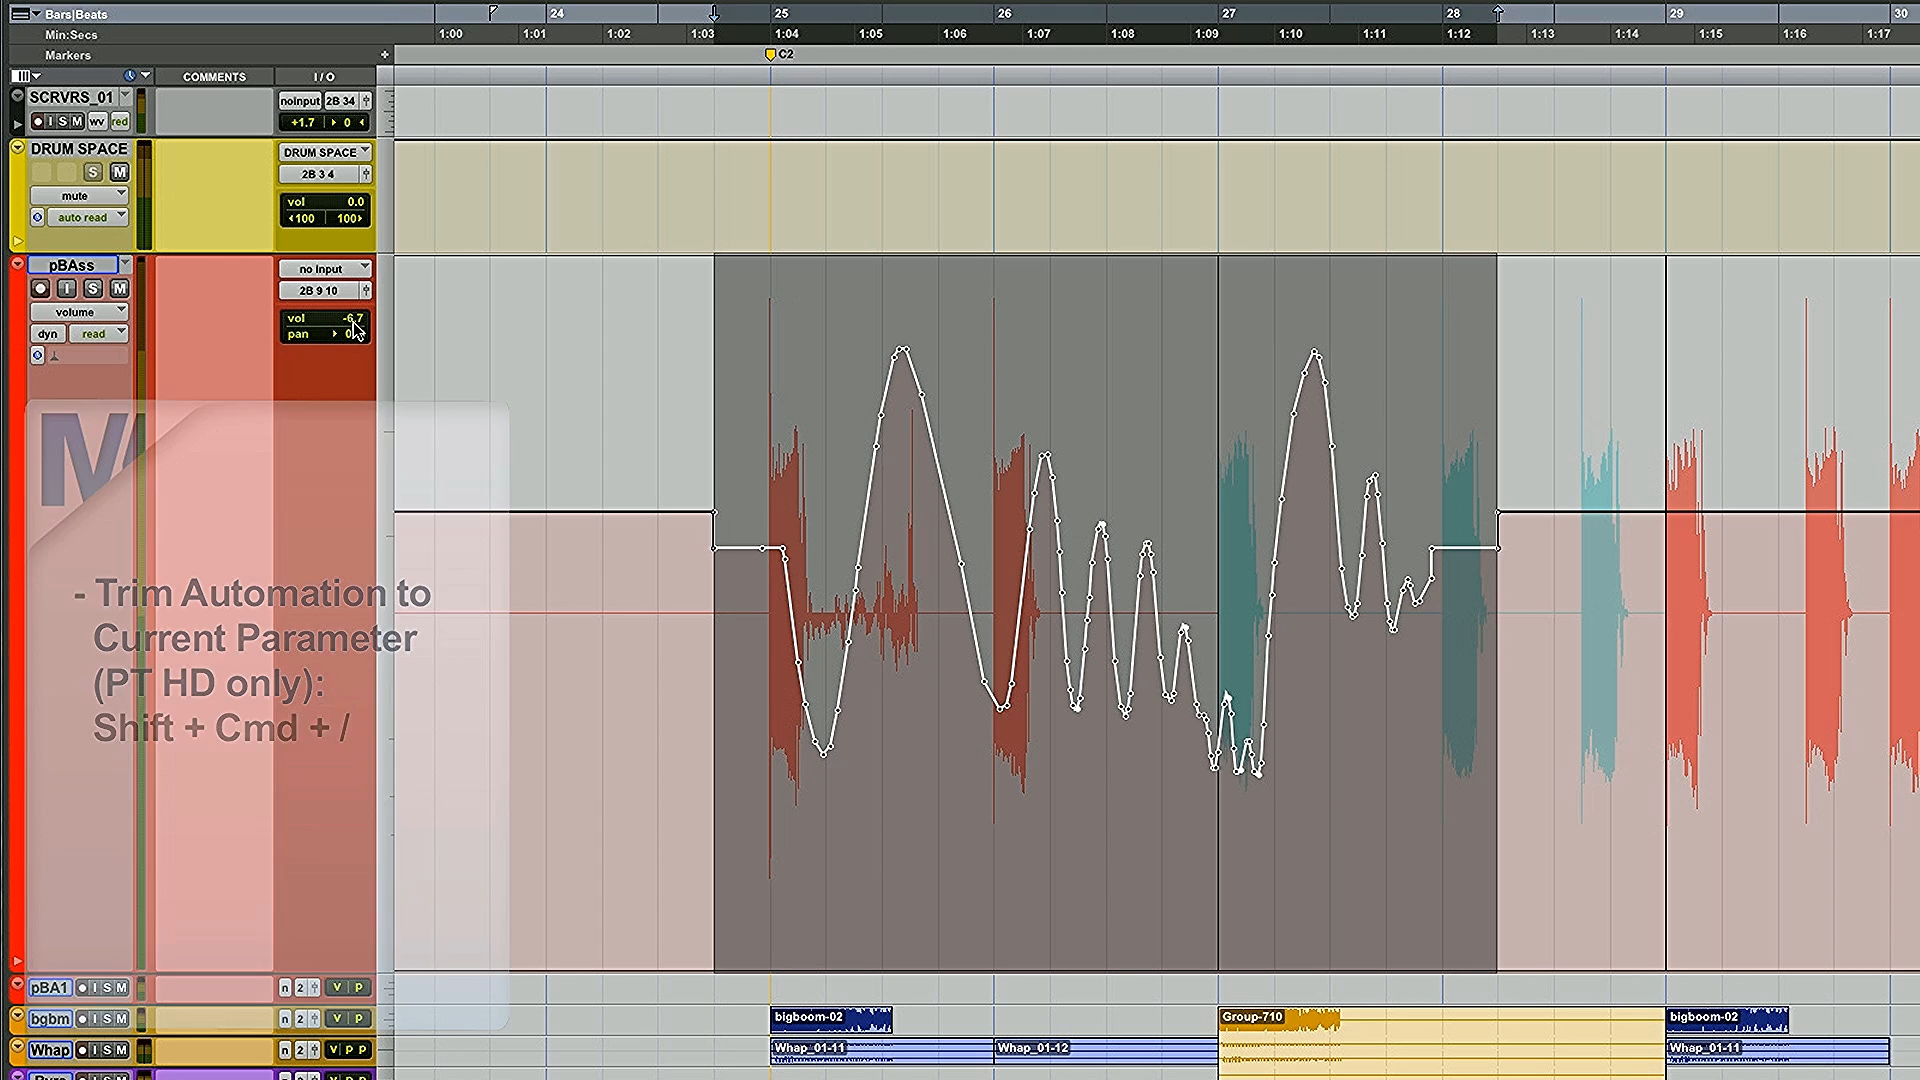 Bars|Beats
24
25
26
27
28
29
30
Min:Secs
1:00
1:01
1:02
1:03
1:04
1:05
1:06
1:07
1:08
1:09
1:10
1:11
1:12
1:13
1:14
1:15
1:16
1:17
Markers
+
C2
COMMENTS
I / O
SCRVRS_01
noInput
2B 34
I S M wv red
+1.7
0
DRUM SPACE
DRUM SPACE
S M
2B 3 4
mute
vol 0.0
auto read
100 100
pBAss
no Input
I S M
2B 9 10
volume
vol -6.7
dyn read
pan
M
- Trim Automation to
Current Parameter
(PT HD only):
Shift + Cmd + /
pBA1
I S M
n 2
V P
bgbm
I S M
n 2
V P
bigboom-02
Group-710
bigboom-02
Whap
I S M
n 2
V P P
Whap_01-11
Whap_01-12
Whap_01-11